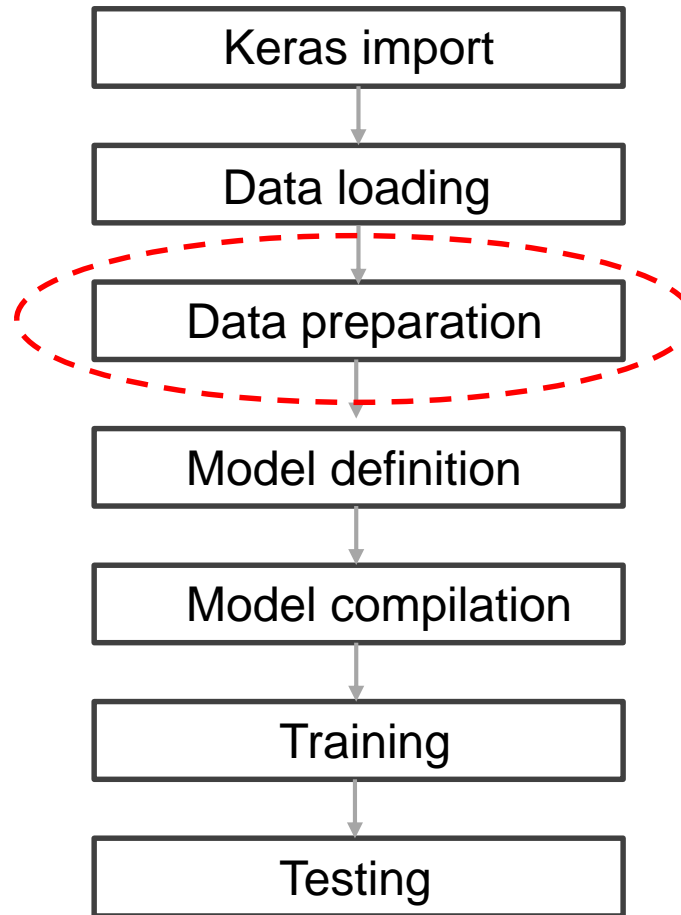 Keras import
Data loading
Data preparation
Model definition
Model compilation
Training
Testing